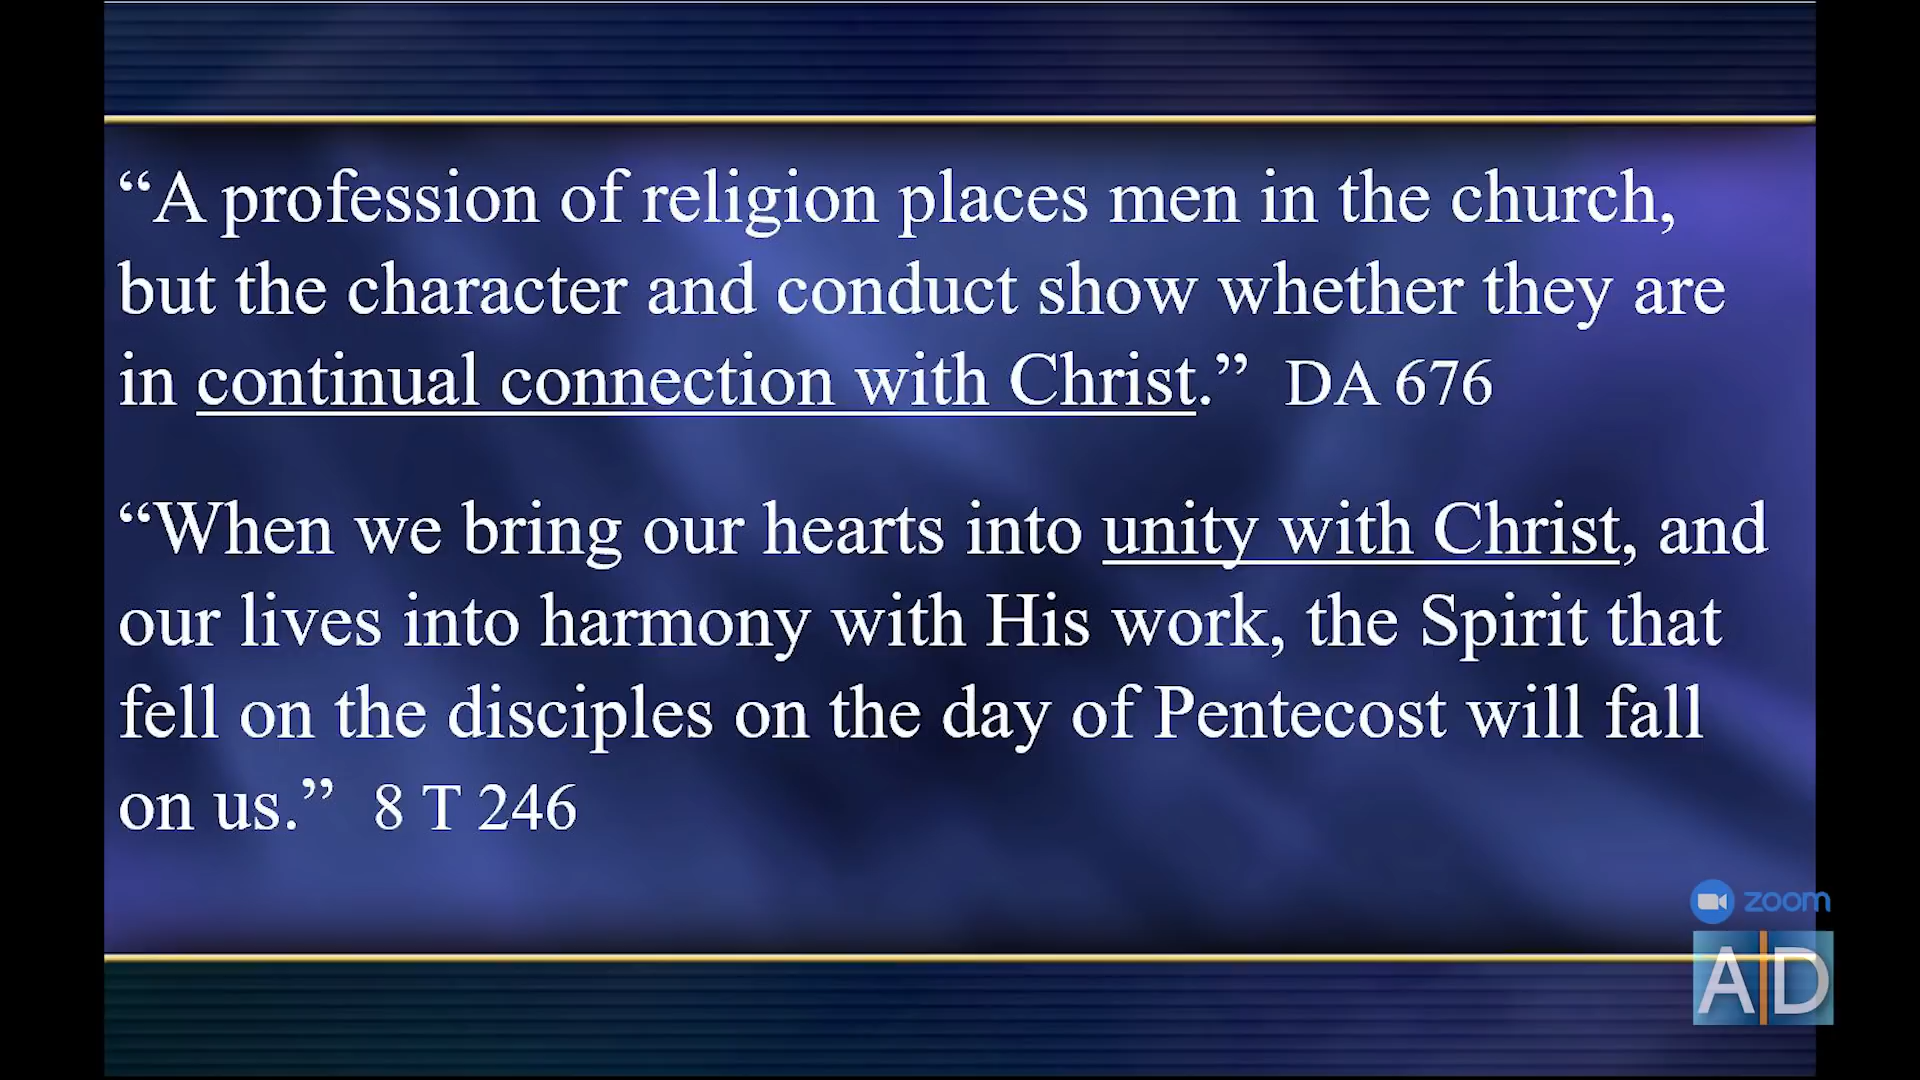 “A profession of religion places men in the church,
but the character and conduct show whether they are
in continual connection with Christ.” DA 676
“When we bring our hearts into unity with Christ, and
our lives into harmony with His work, the Spirit that
fell on the disciples on the day of Pentecost will fall
on us.” 8 T 246
zoom
A|D